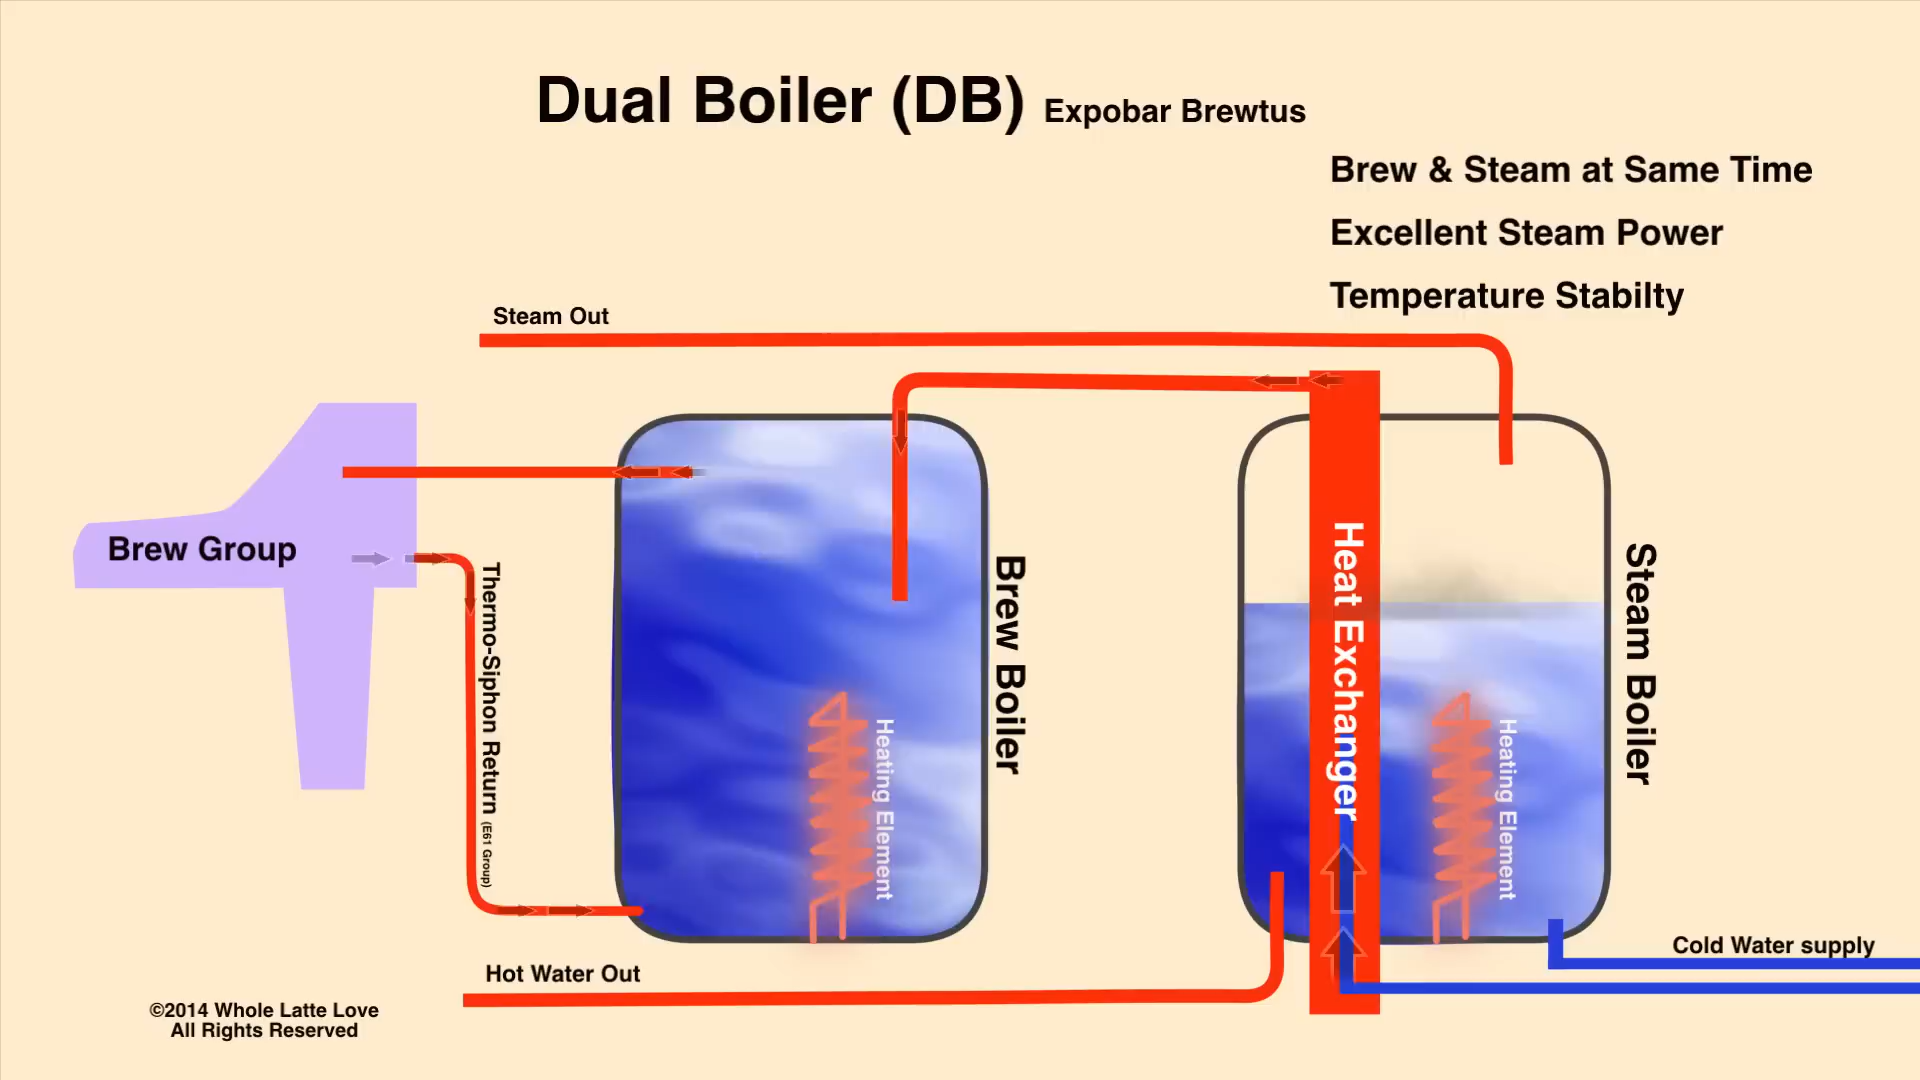 Dual Boiler (DB) Expobar Brewtus
Brew & Steam at Same Time
Excellent Steam Power
Temperature Stabilty
Steam Out
Brew Group
Thermo-Siphon Return (E61 Group)
Brew Boiler
Heating Element
Heat Exchanger
Heating Element
Steam Boiler
Cold Water supply
Hot Water Out
©2014 Whole Latte Love
All Rights Reserved